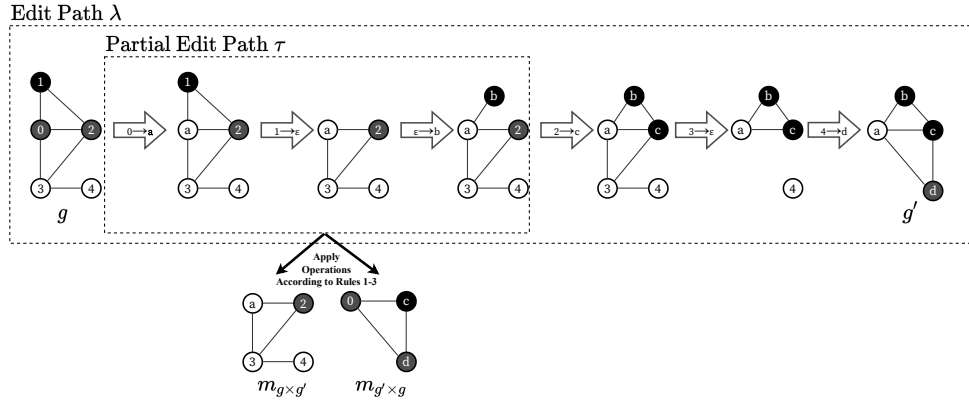 Edit Path λ
Partial Edit Path τ
1
0 2
3 4
g
0→a
1
a 2
3 4
1→ε
a 2
3 4
ε→b
b
a 2
3 4
2→c
b
a c
3 4
3→ε
b
a c
4
4→d
b
a c
d
g′
Apply
Operations
According to Rules 1-3
a 2
3 4
m_{g×g′}
0 c
d
m_{g′×g}